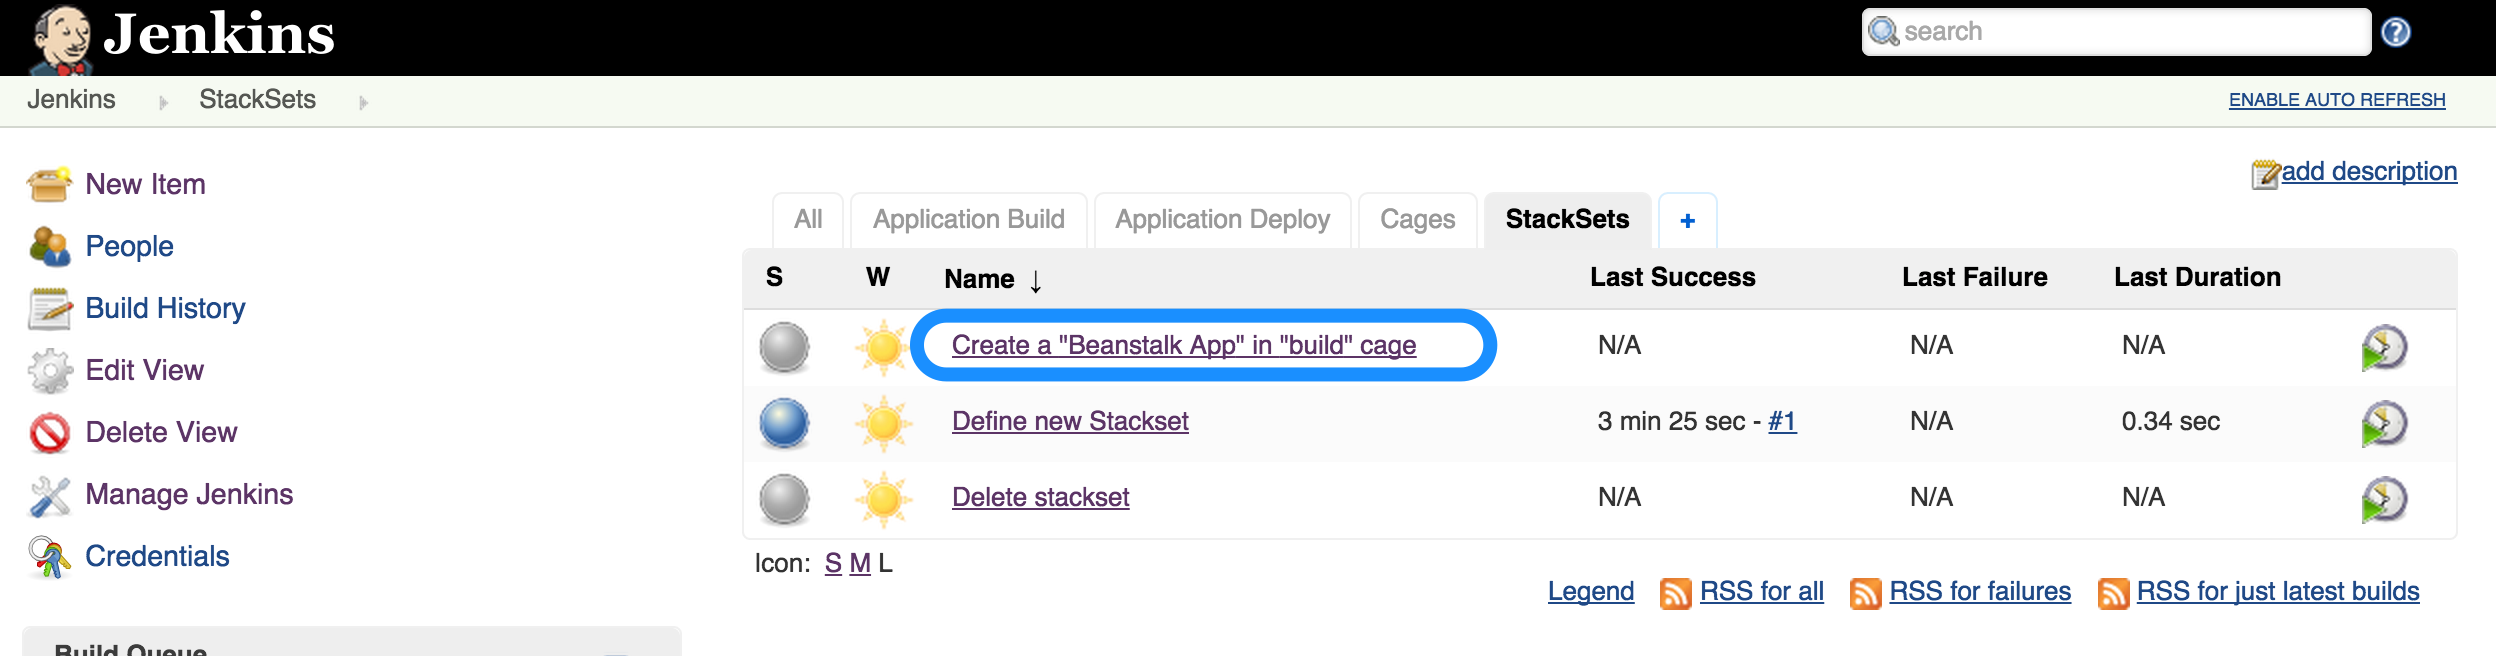 Jenkins
search
Jenkins StackSets
ENABLE AUTO REFRESH
New Item
People
Build History
Edit View
Delete View
Manage Jenkins
Credentials
Build Queue
add description
All Application Build Application Deploy Cages StackSets +
S W Name ↓ Last Success Last Failure Last Duration
Create a "Beanstalk App" in "build" cage N/A N/A N/A
Define new Stackset 3 min 25 sec - #1 N/A 0.34 sec
Delete stackset N/A N/A N/A
Icon: S M L
Legend RSS for all RSS for failures RSS for just latest builds